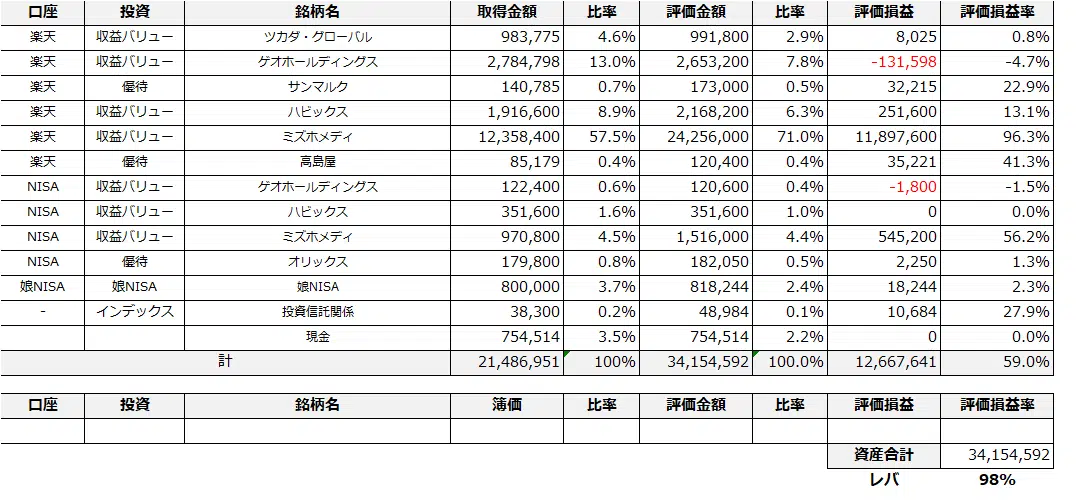 口座 投資 銘柄名 取得金額 比率 評価金額 比率 評価損益 評価損益率
楽天 収益バリュー ツカダ・グローバル 983,775 4.6% 991,800 2.9% 8,025 0.8%
楽天 収益バリュー ゲオホールディングス 2,784,798 13.0% 2,653,200 7.8% -131,598 -4.7%
楽天 優待 サンマルク 140,785 0.7% 173,000 0.5% 32,215 22.9%
楽天 収益バリュー ハビックス 1,916,600 8.9% 2,168,200 6.3% 251,600 13.1%
楽天 収益バリュー ミズホメディ 12,358,400 57.5% 24,256,000 71.0% 11,897,600 96.3%
楽天 優待 高島屋 85,179 0.4% 120,400 0.4% 35,221 41.3%
NISA 収益バリュー ゲオホールディングス 122,400 0.6% 120,600 0.4% -1,800 -1.5%
NISA 収益バリュー ハビックス 351,600 1.6% 351,600 1.0% 0 0.0%
NISA 収益バリュー ミズホメディ 970,800 4.5% 1,516,000 4.4% 545,200 56.2%
NISA 優待 オリックス 179,800 0.8% 182,050 0.5% 2,250 1.3%
娘NISA 娘NISA 娘NISA 800,000 3.7% 818,244 2.4% 18,244 2.3%
- インデックス 投資信託関係 38,300 0.2% 48,984 0.1% 10,684 27.9%
現金 754,514 3.5% 754,514 2.2% 0 0.0%
計 21,486,951 100% 34,154,592 100.0% 12,667,641 59.0%
口座 投資 銘柄名 簿価 比率 評価金額 比率 評価損益 評価損益率
資産合計 34,154,592
レバ 98%